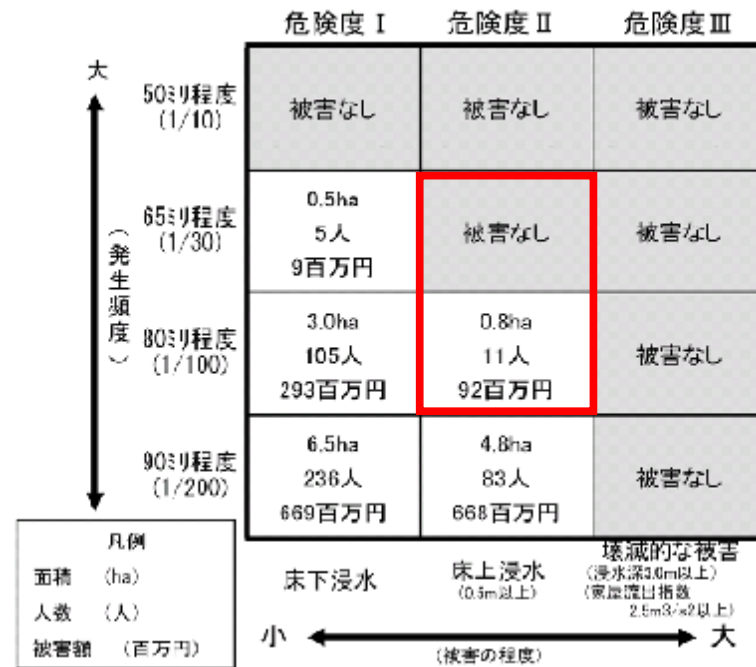 危険度Ⅰ 危険度Ⅱ 危険度Ⅲ
大
50ミリ程度
(1/10)
被害なし 被害なし 被害なし
65ミリ程度
(1/30)
0.5ha
5人
9百万円
被害なし 被害なし
(発生頻度)
80ミリ程度
(1/100)
3.0ha
105人
293百万円
0.8ha
11人
92百万円
被害なし
90ミリ程度
(1/200)
6.5ha
236人
669百万円
4.8ha
83人
668百万円
被害なし
凡例
面積 (ha)
人数 (人)
被害額 (百万円)
床下浸水
床上浸水
(0.5m以上)
壊滅的な被害
(浸水深3.0m以上)
(家屋流出指数
2.5m3/s2以上)
小 大
(被害の程度)